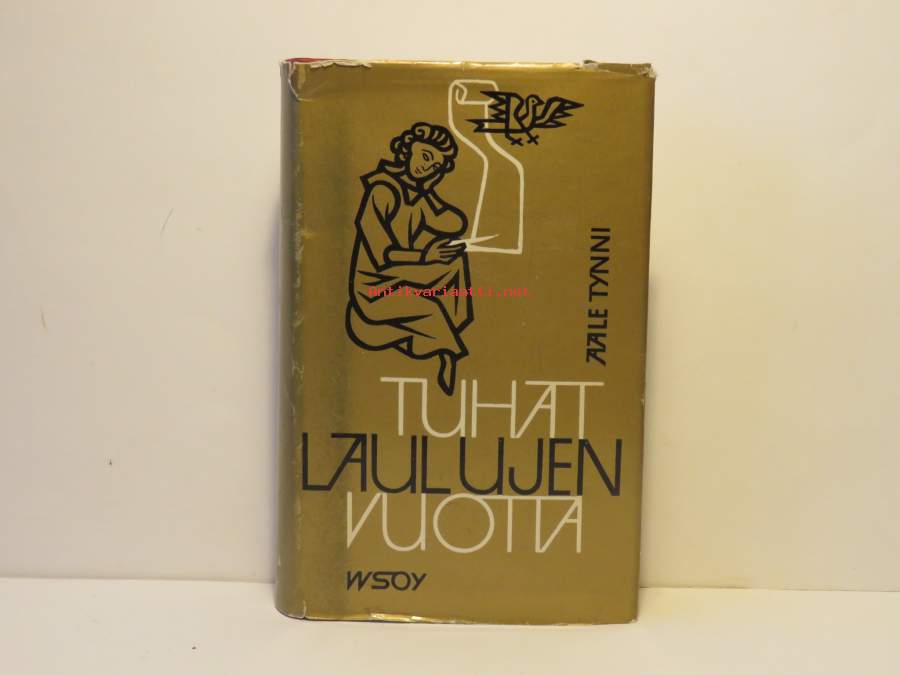 AALE TYNNI
antikvariaatti.net
TUHAT
LAULUJEN
VUOTTA
WSOY